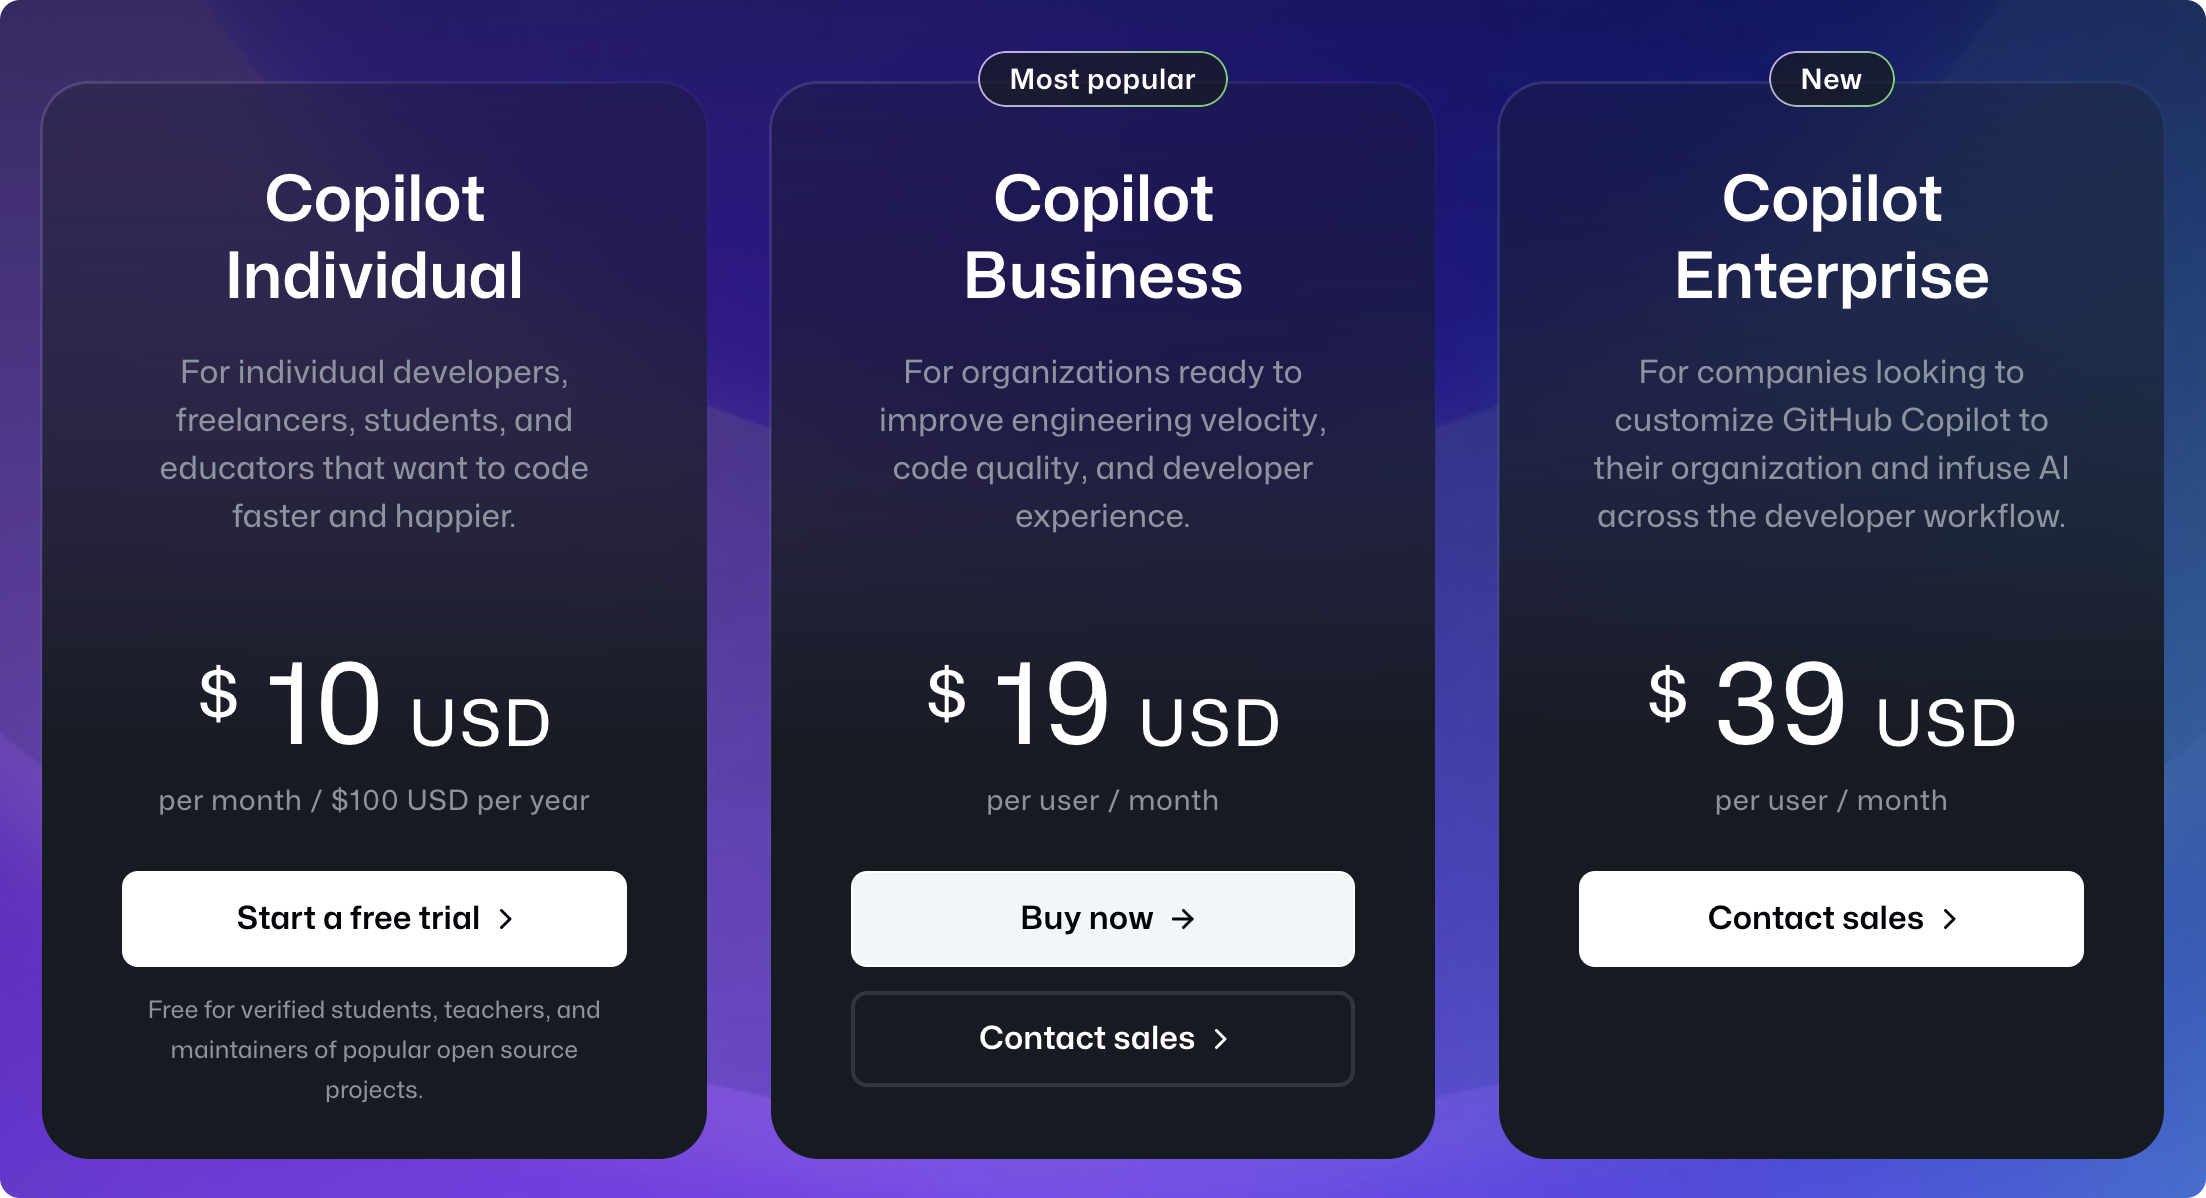 Copilot
Individual
For individual developers,
freelancers, students, and
educators that want to code
faster and happier.
$ 10 USD
per month / $100 USD per year
Start a free trial
Free for verified students, teachers, and
maintainers of popular open source
projects.
Most popular
Copilot
Business
For organizations ready to
improve engineering velocity,
code quality, and developer
experience.
$ 19 USD
per user / month
Buy now
Contact sales
New
Copilot
Enterprise
For companies looking to
customize GitHub Copilot to
their organization and infuse AI
across the developer workflow.
$ 39 USD
per user / month
Contact sales